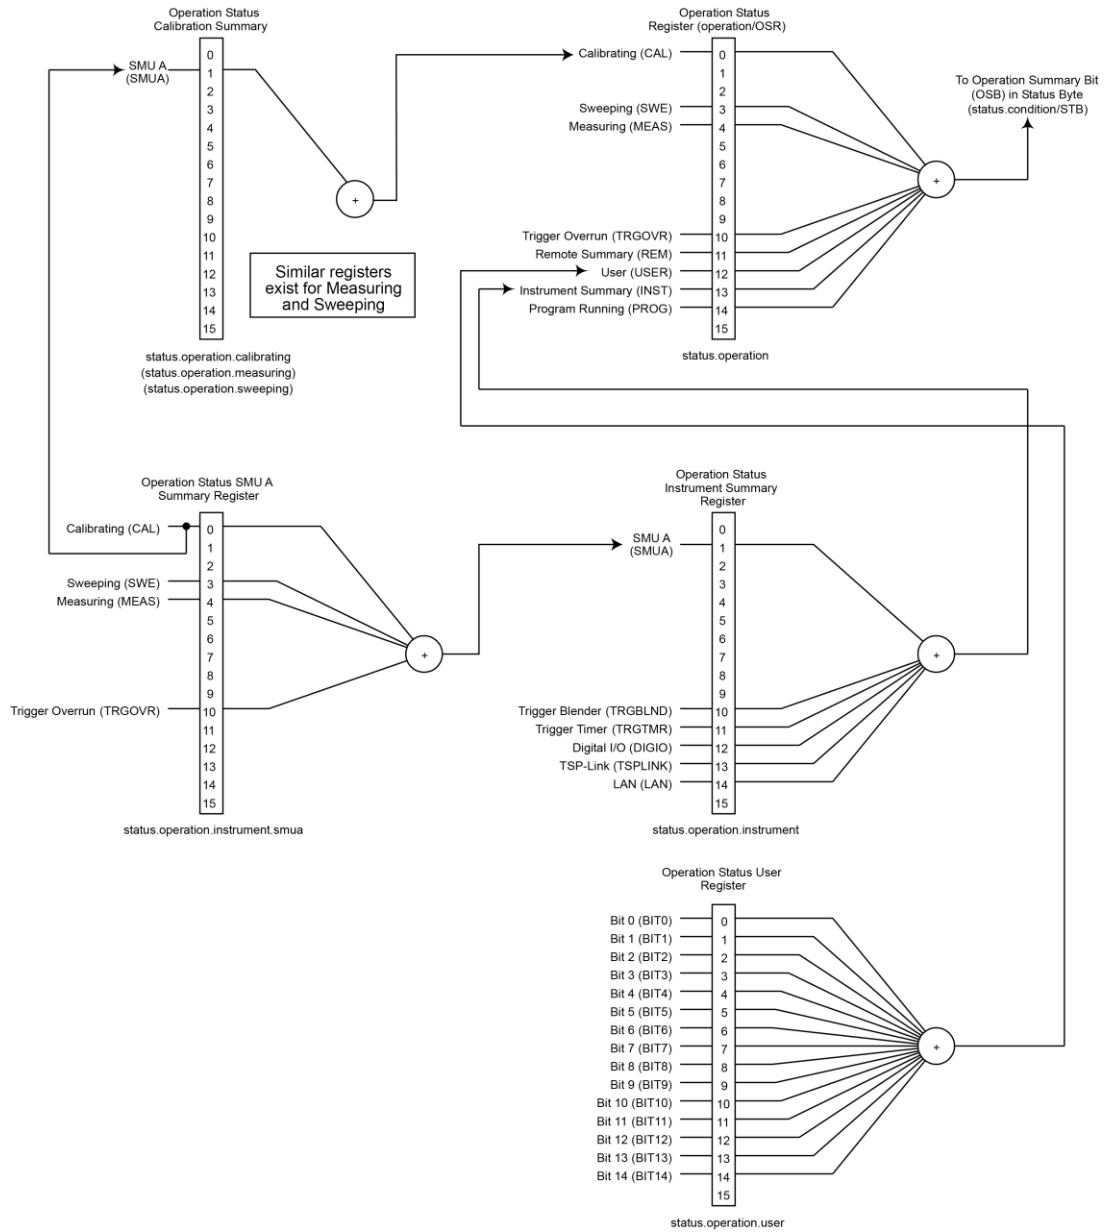 Operation Status
Calibration Summary
SMU A
(SMUA)
0
1
2
3
4
5
6
7
8
9
10
11
12
13
14
15
+
Similar registers
exist for Measuring
and Sweeping
status.operation.calibrating
(status.operation.measuring)
(status.operation.sweeping)
Operation Status
Register (operation/OSR)
Calibrating (CAL)
Sweeping (SWE)
Measuring (MEAS)
Trigger Overrun (TRGOVR)
Remote Summary (REM)
User (USER)
Instrument Summary (INST)
Program Running (PROG)
0
1
2
3
4
5
6
7
8
9
10
11
12
13
14
15
+
To Operation Summary Bit
(OSB) in Status Byte
(status.condition/STB)
status.operation
Operation Status SMU A
Summary Register
Calibrating (CAL)
Sweeping (SWE)
Measuring (MEAS)
Trigger Overrun (TRGOVR)
0
1
2
3
4
5
6
7
8
9
10
11
12
13
14
15
+
status.operation.instrument.smua
Operation Status
Instrument Summary
Register
SMU A
(SMUA)
Trigger Blender (TRGBLND)
Trigger Timer (TRGTMR)
Digital I/O (DIGIO)
TSP-Link (TSPLINK)
LAN (LAN)
0
1
2
3
4
5
6
7
8
9
10
11
12
13
14
15
+
status.operation.instrument
Operation Status User
Register
Bit 0 (BIT0)
Bit 1 (BIT1)
Bit 2 (BIT2)
Bit 3 (BIT3)
Bit 4 (BIT4)
Bit 5 (BIT5)
Bit 6 (BIT6)
Bit 7 (BIT7)
Bit 8 (BIT8)
Bit 9 (BIT9)
Bit 10 (BIT10)
Bit 11 (BIT11)
Bit 12 (BIT12)
Bit 13 (BIT13)
Bit 14 (BIT14)
0
1
2
3
4
5
6
7
8
9
10
11
12
13
14
15
+
status.operation.user